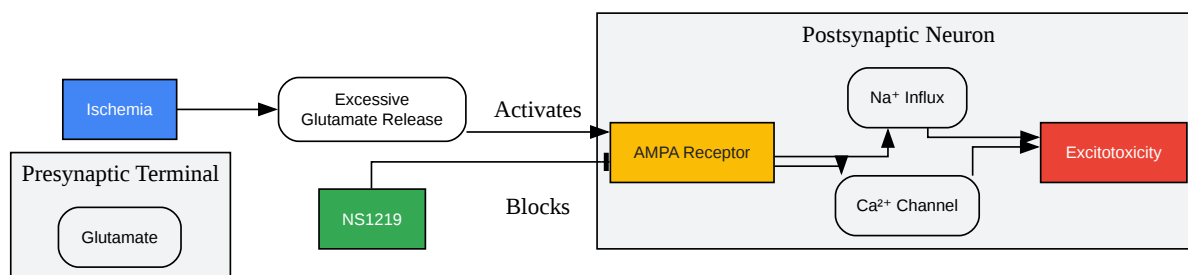 Postsynaptic Neuron
Ischemia
Excessive
Glutamate Release
Activates
Na⁺ Influx
AMPA Receptor
Excitotoxicity
Presynaptic Terminal
Glutamate
NS1219
Blocks
Ca²⁺ Channel